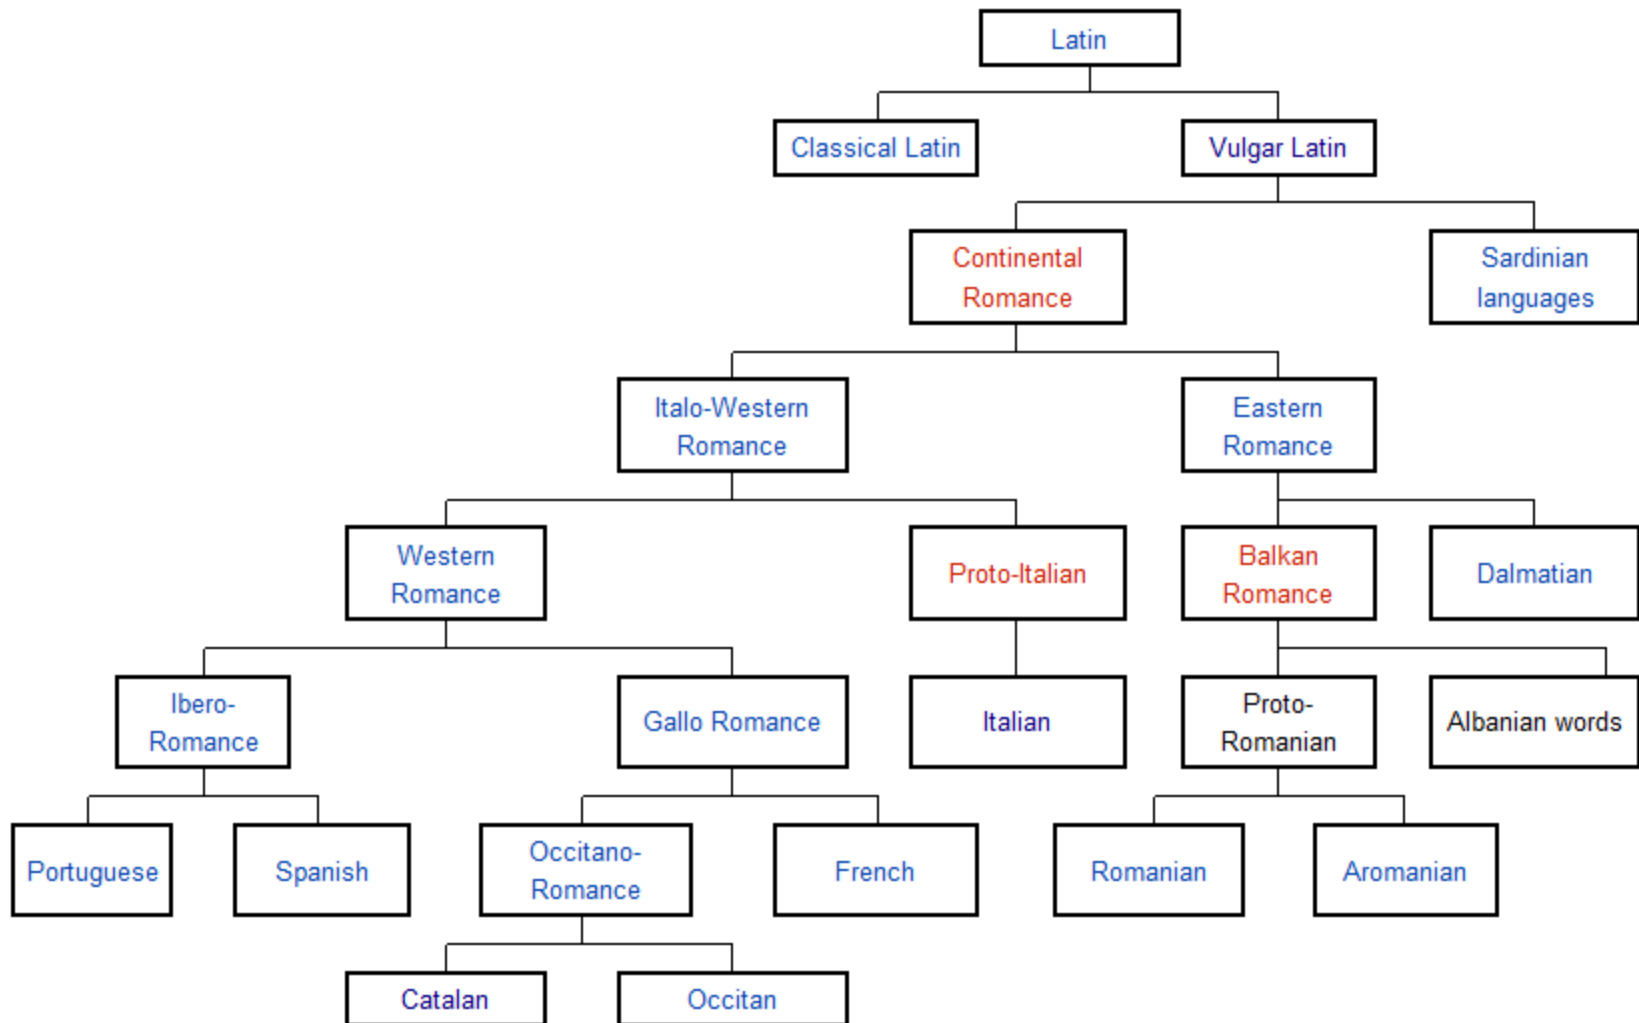 Latin
Classical Latin
Vulgar Latin
Continental
Romance
Sardinian
languages
Italo-Western
Romance
Eastern
Romance
Western
Romance
Proto-Italian
Balkan
Romance
Dalmatian
Ibero-
Romance
Gallo Romance
Italian
Proto-
Romanian
Albanian words
Portuguese
Spanish
Occitano-
Romance
French
Romanian
Aromanian
Catalan
Occitan